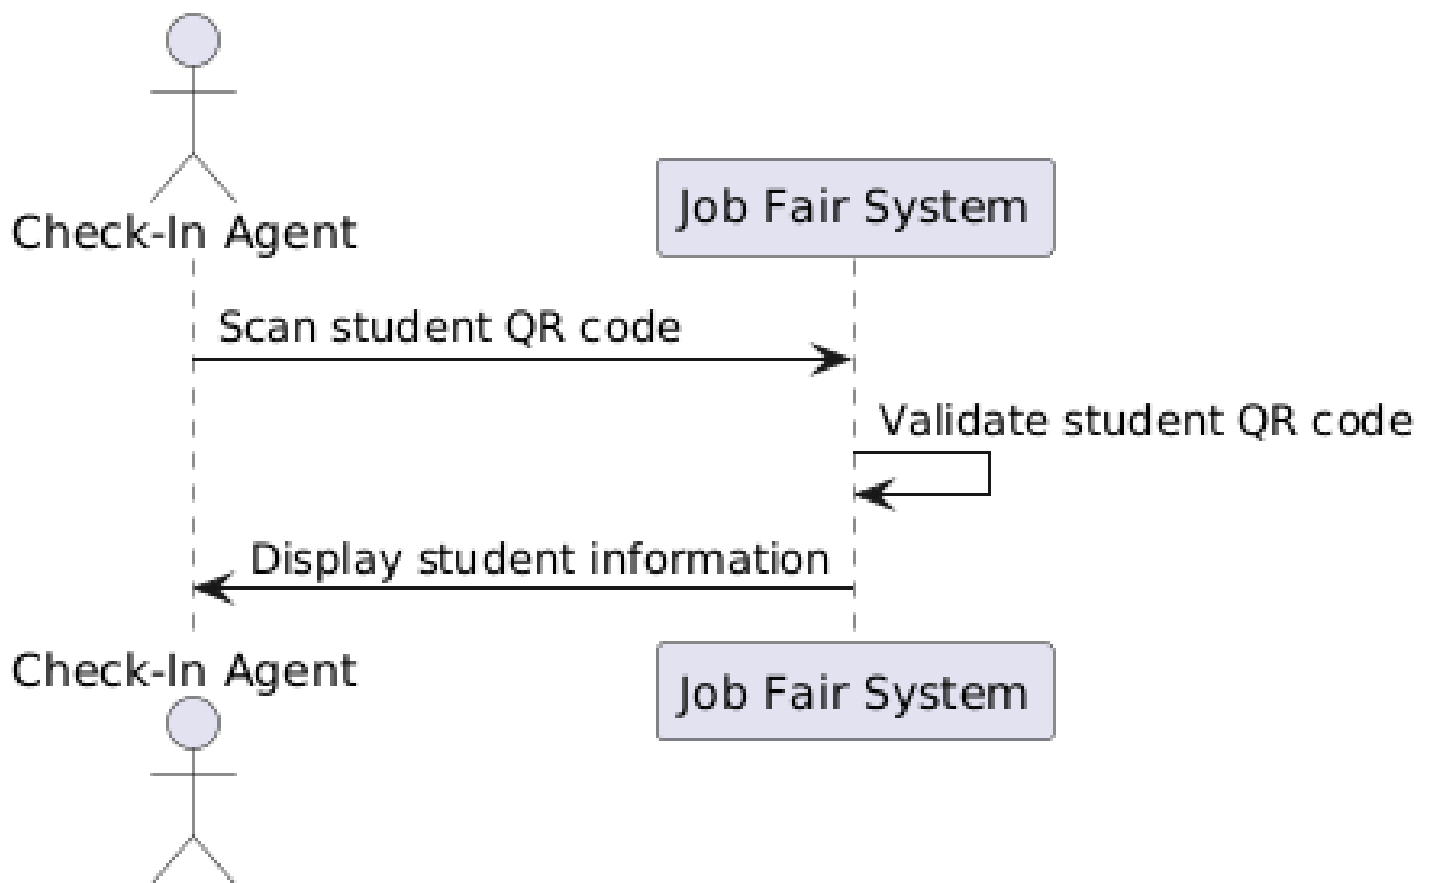 Check-In Agent
Job Fair System
Scan student QR code
Validate student QR code
Display student information
Check-In Agent
Job Fair System